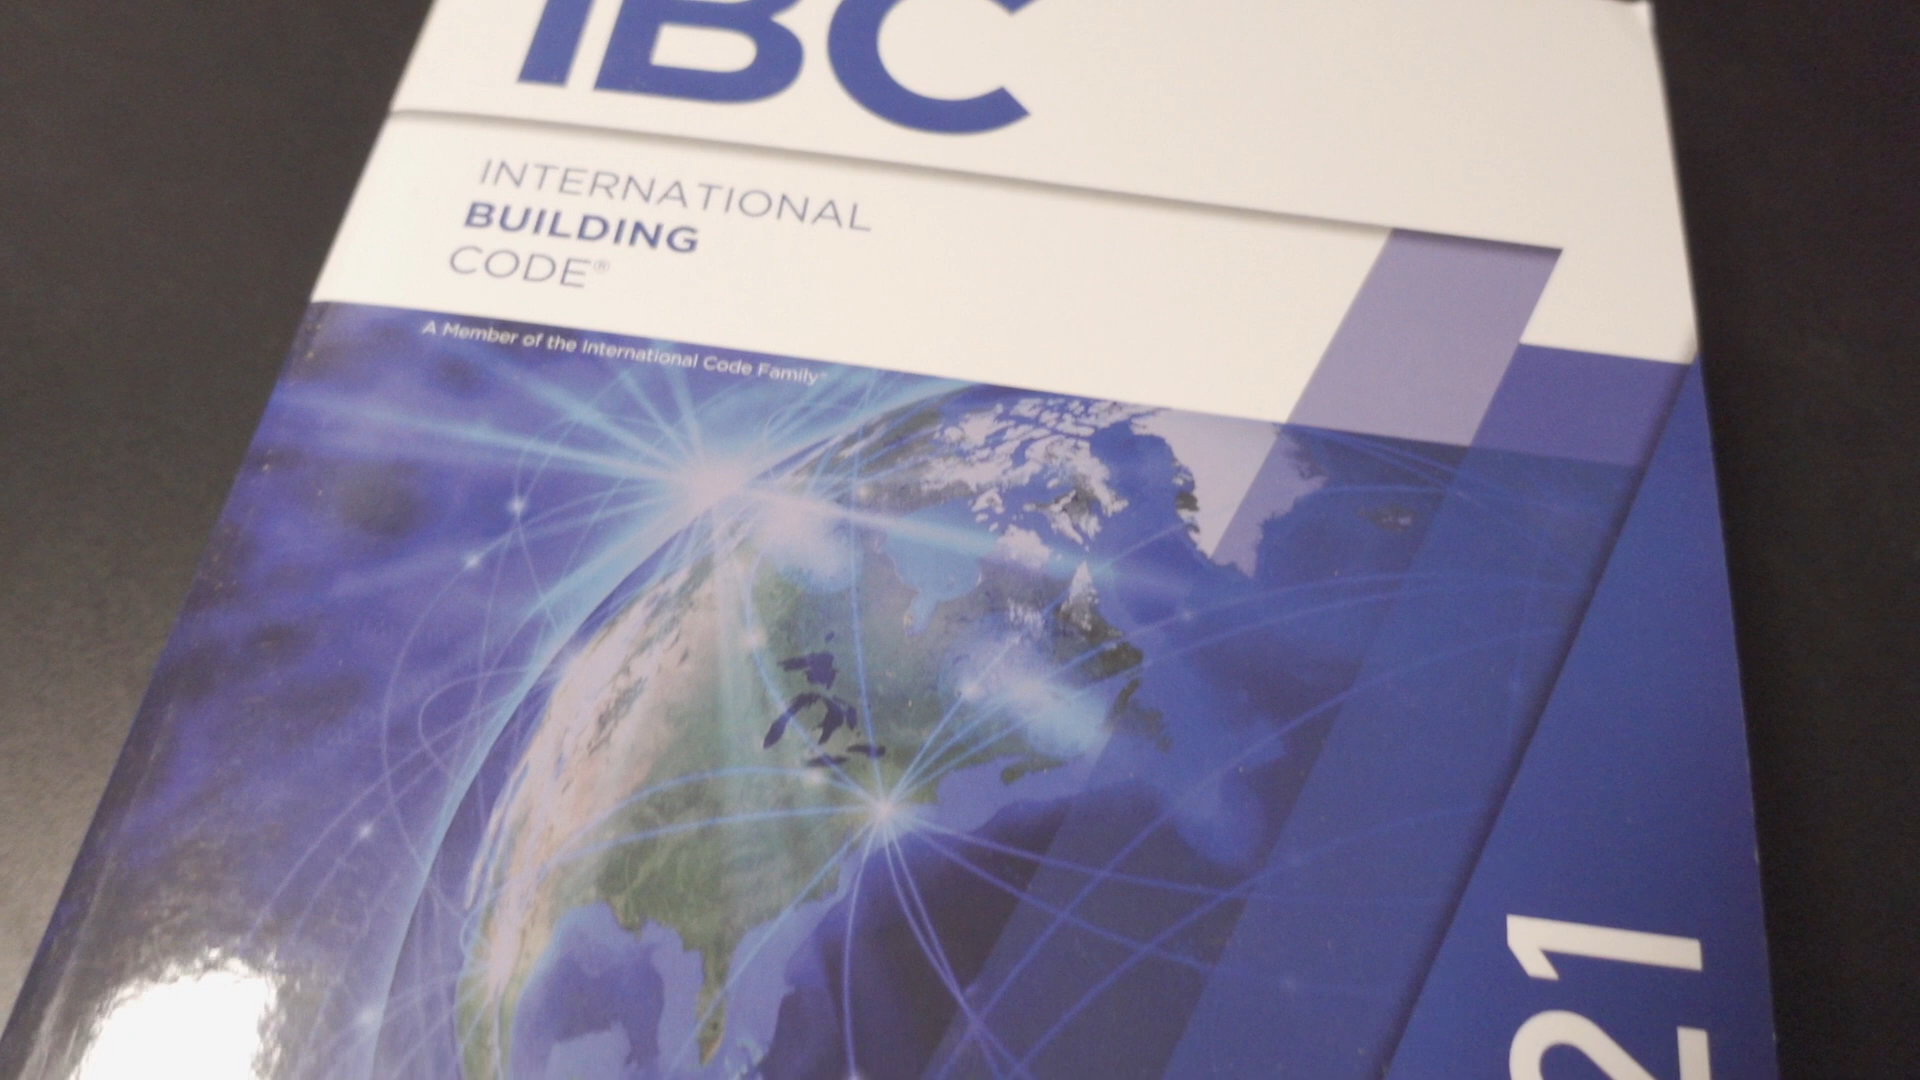 IBC
INTERNATIONAL
BUILDING
CODE®
A Member of the International Code Family®
21